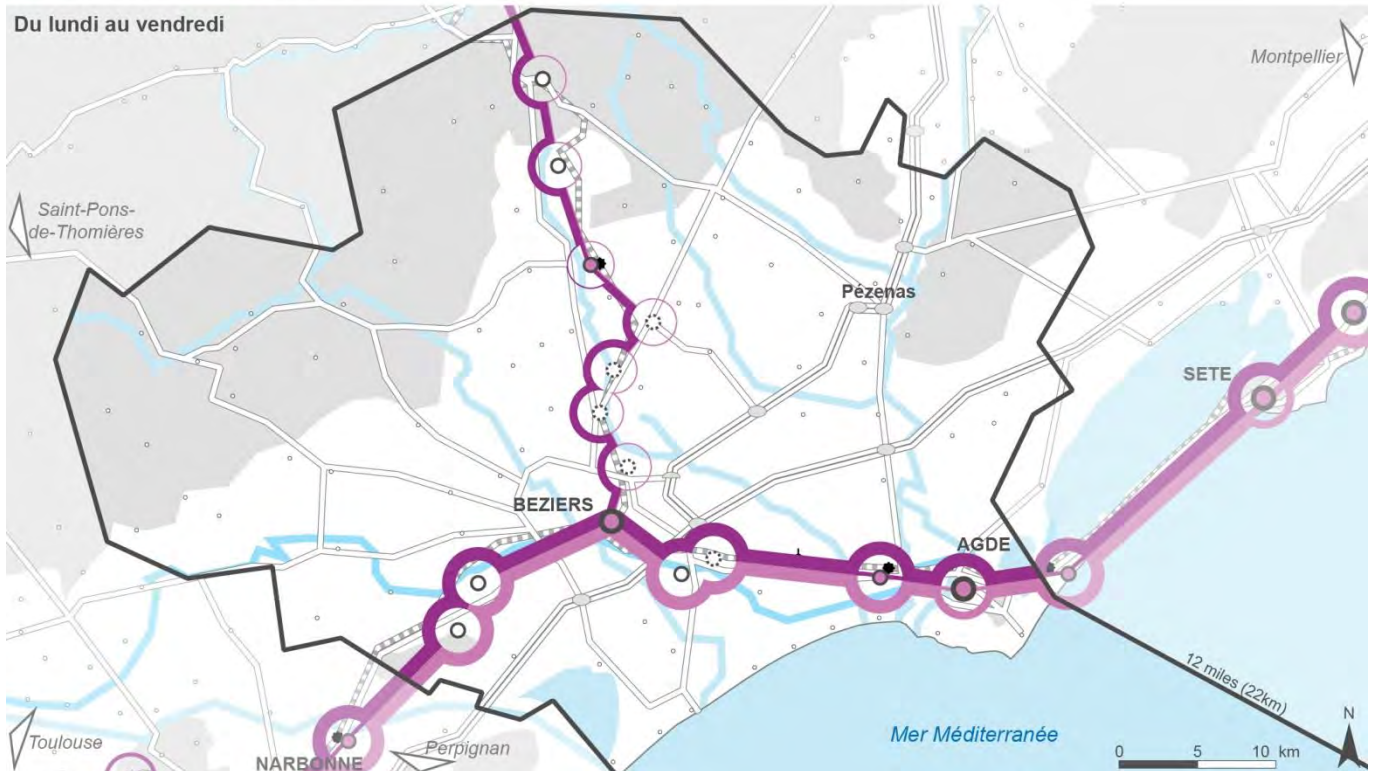 Du lundi au vendredi
Montpellier
Saint-Pons-
de-Thomières
Pézenas
SETE
BEZIERS
AGDE
12 miles (22km)
Toulouse
NARBONNE
Perpignan
Mer Méditerranée
N
0 5 10 km